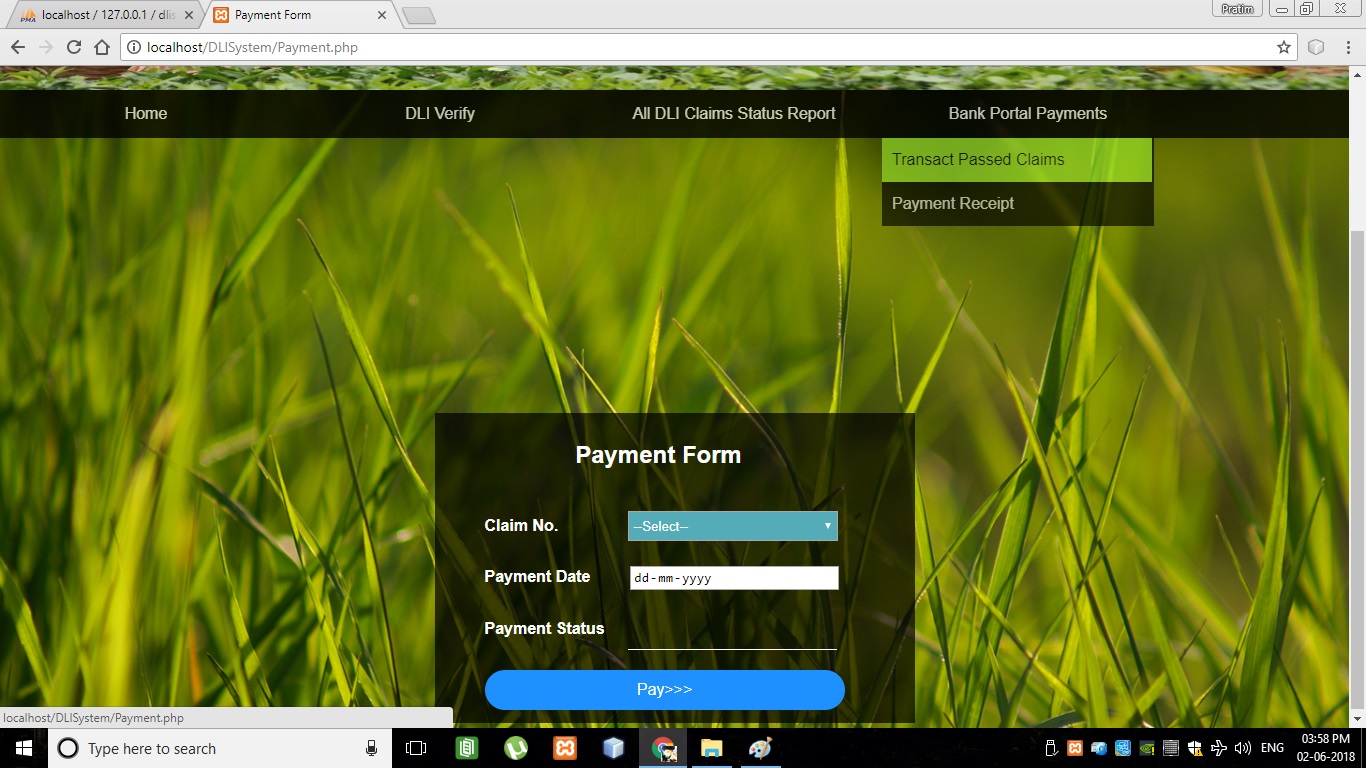 localhost / 127.0.0.1 / dlis
Payment Form
Pratim
localhost/DLISystem/Payment.php
Home
DLI Verify
All DLI Claims Status Report
Bank Portal Payments
Transact Passed Claims
Payment Receipt
Payment Form
Claim No.
--Select--
Payment Date
dd-mm-yyyy
Payment Status
Pay>>>
localhost/DLISystem/Payment.php
Type here to search
ENG
03:58 PM
02-06-2018